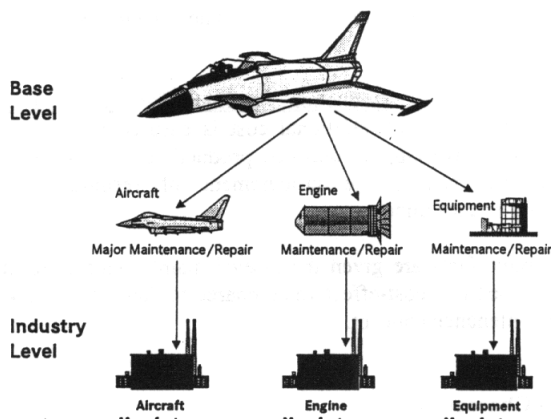 Base
Level
Aircraft
Engine
Equipment
Major Maintenance/Repair
Maintenance/Repair
Maintenance/Repair
Industry
Level
Aircraft
Engine
Equipment